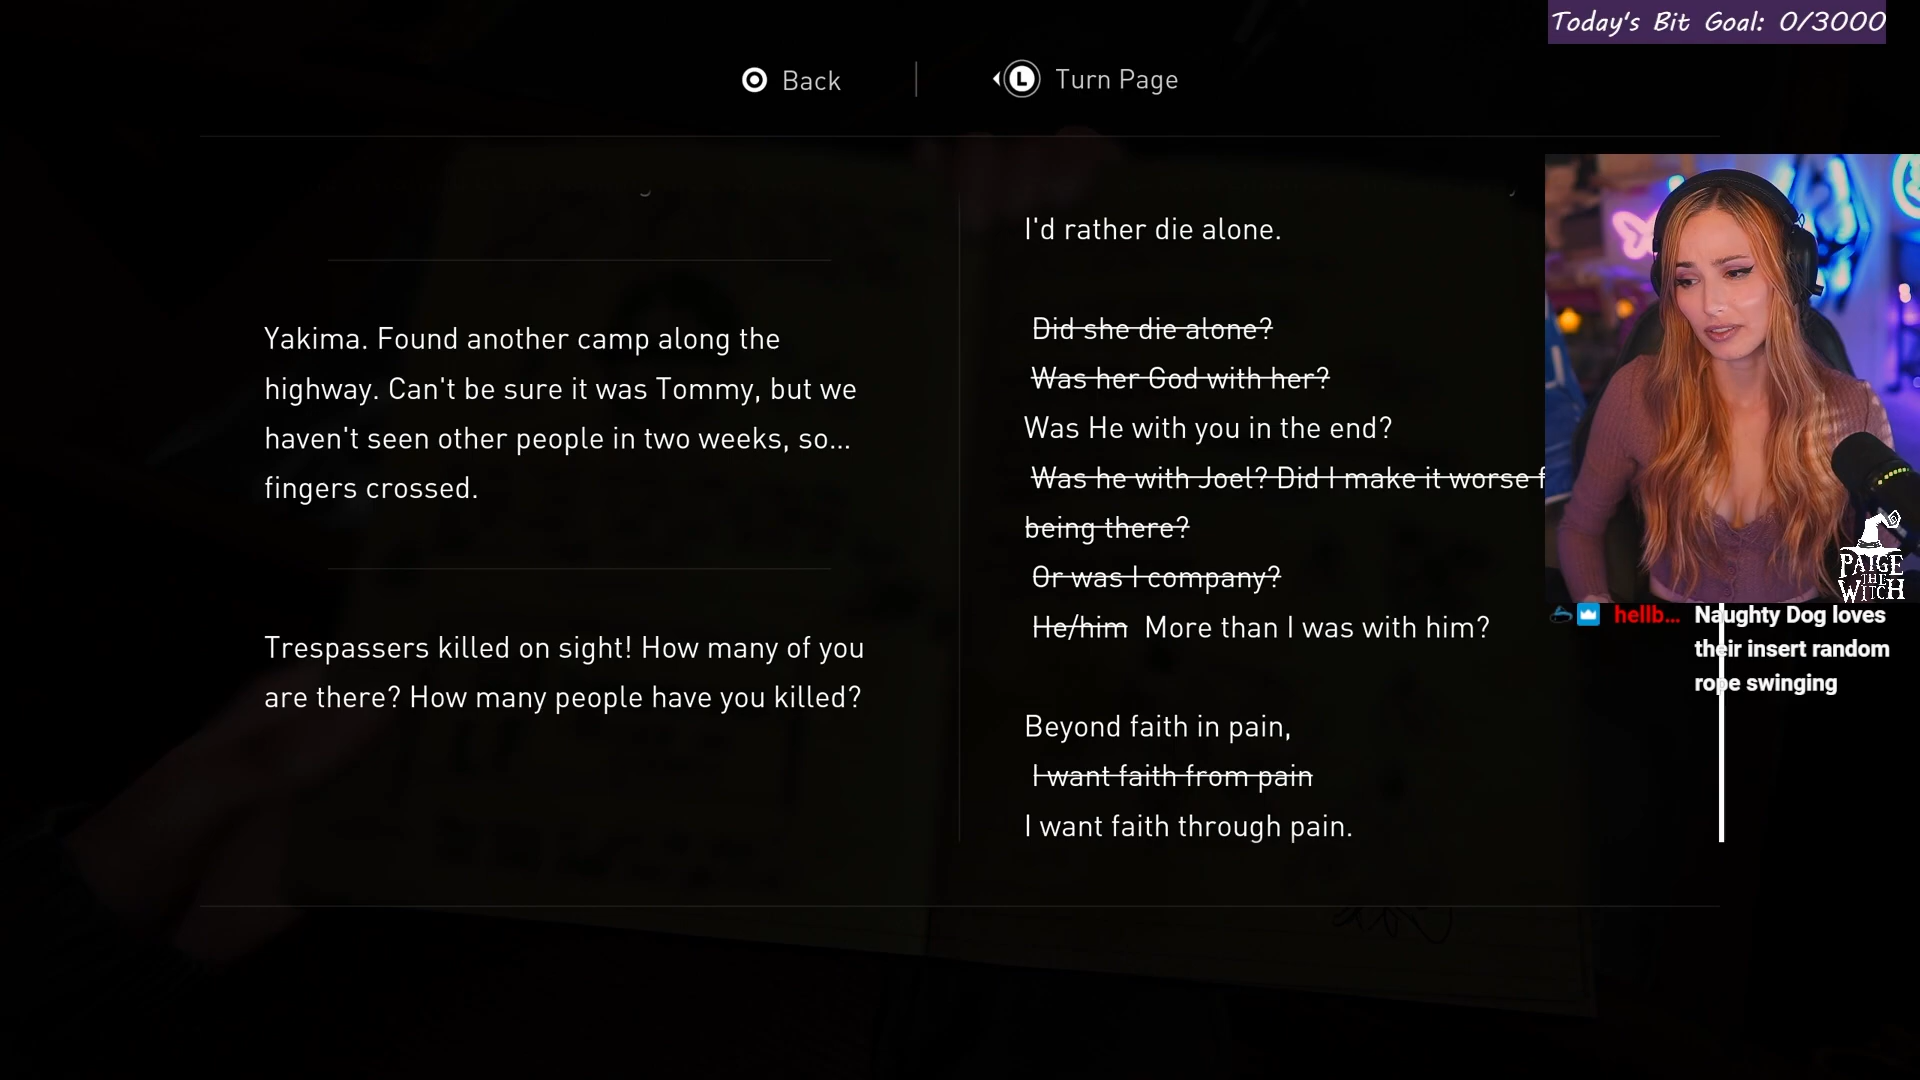 Today's Bit Goal: 0/3000
Back
L Turn Page
I'd rather die alone.
Did she die alone?
Was her God with her?
Was He with you in the end?
Was he with Joel? Did I make it worse f
being there?
Or was I company?
He/him More than I was with him?
Beyond faith in pain,
I want faith from pain
I want faith through pain.
Yakima. Found another camp along the
highway. Can't be sure it was Tommy, but we
haven't seen other people in two weeks, so...
fingers crossed.
Trespassers killed on sight! How many of you
are there? How many people have you killed?
PAIGE
THE
WITCH
hellb... Naughty Dog loves
their insert random
rope swinging